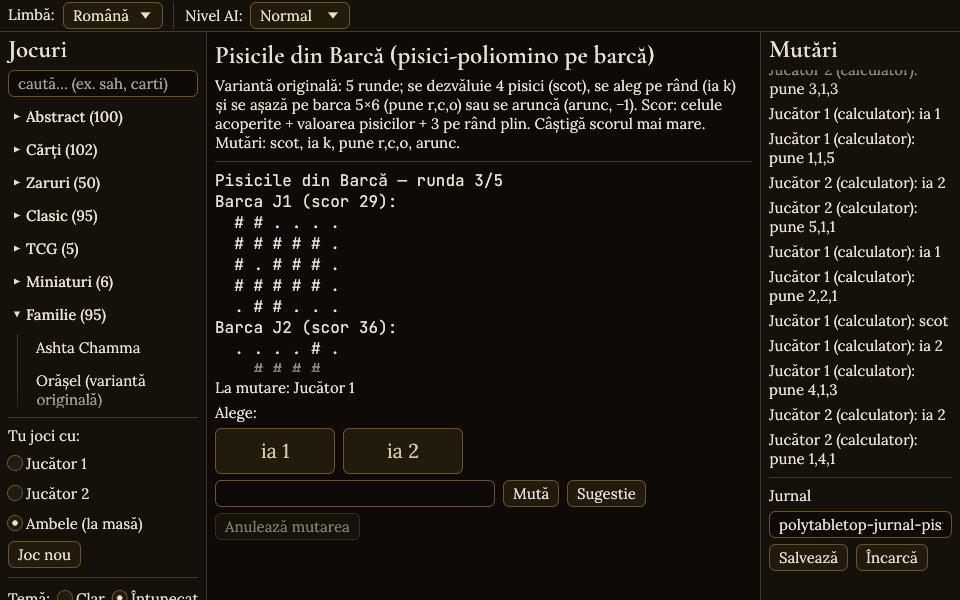 Limbă:
Română
Nivel AI:
Normal
Jocuri
caută... (ex. sah, carti)
Abstract (100)
Cărți (102)
Zaruri (50)
Clasic (95)
TCG (5)
Miniaturi (6)
Familie (95)
Ashta Chamma
Orășel (variantă
originală)
Tu joci cu:
Jucător 1
Jucător 2
Ambele (la masă)
Joc nou
Temă:
Clar
Întunecat
Pisicile din Barcă (pisici-poliomino pe barcă)
Variantă originală: 5 runde; se dezvăluie 4 pisici (scot), se aleg pe rând (ia k)
și se așază pe barca 5×6 (pune r,c,o) sau se aruncă (arunc, −1). Scor: celule
acoperite + valoarea pisicilor + 3 pe rând plin. Câștigă scorul mai mare.
Mutări: scot, ia k, pune r,c,o, arunc.
Pisicile din Barcă — runda 3/5
Barca J1 (scor 29):
# # . . . .
# # # # # .
# . # # # .
# # # # # .
. # # . . .
Barca J2 (scor 36):
. . . . # .
# # # #
La mutare: Jucător 1
Alege:
ia 1
ia 2
Mută
Sugestie
Anulează mutarea
Mutări
Jucător 2 (calculator):
pune 3,1,3
Jucător 1 (calculator): ia 1
Jucător 1 (calculator):
pune 1,1,5
Jucător 2 (calculator): ia 2
Jucător 2 (calculator):
pune 5,1,1
Jucător 1 (calculator): ia 1
Jucător 1 (calculator):
pune 2,2,1
Jucător 1 (calculator): scot
Jucător 1 (calculator): ia 2
Jucător 1 (calculator):
pune 4,1,3
Jucător 2 (calculator): ia 2
Jucător 2 (calculator):
pune 1,4,1
Jurnal
polytabletop-jurnal-pis
Salvează
Încarcă